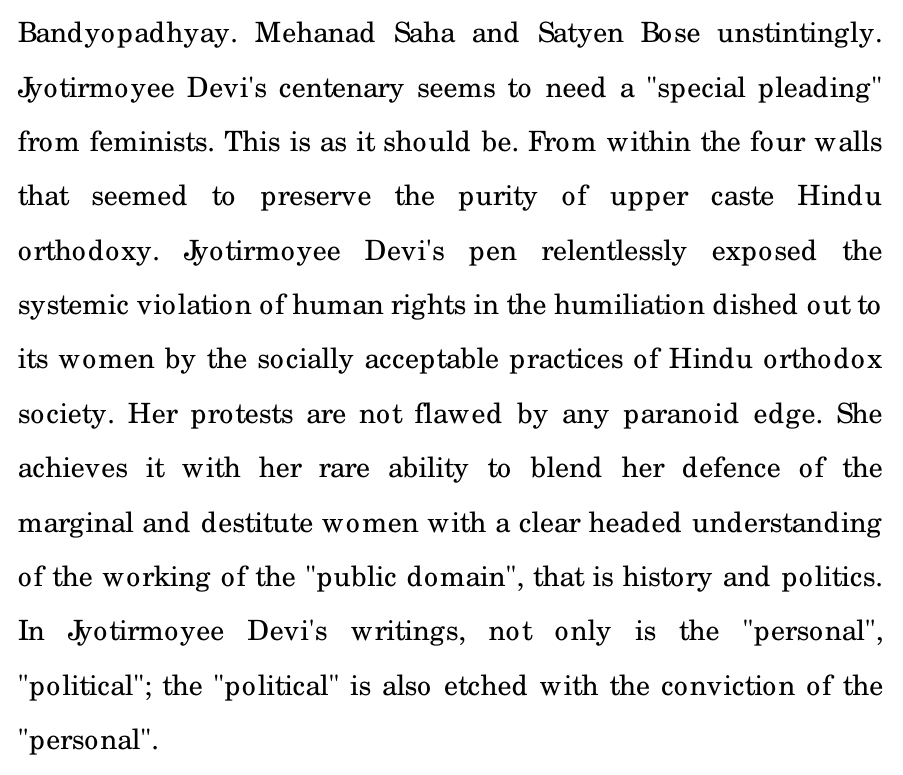 Bandyopadhyay. Mehanad Saha and Satyen Bose unstintingly.
Jyotirmoyee Devi's centenary seems to need a "special pleading"
from feminists. This is as it should be. From within the four walls
that seemed to preserve the purity of upper caste Hindu
orthodoxy. Jyotirmoyee Devi's pen relentlessly exposed the
systemic violation of human rights in the humiliation dished out to
its women by the socially acceptable practices of Hindu orthodox
society. Her protests are not flawed by any paranoid edge. She
achieves it with her rare ability to blend her defence of the
marginal and destitute women with a clear headed understanding
of the working of the "public domain", that is history and politics.
In Jyotirmoyee Devi's writings, not only is the "personal",
"political"; the "political" is also etched with the conviction of the
"personal".